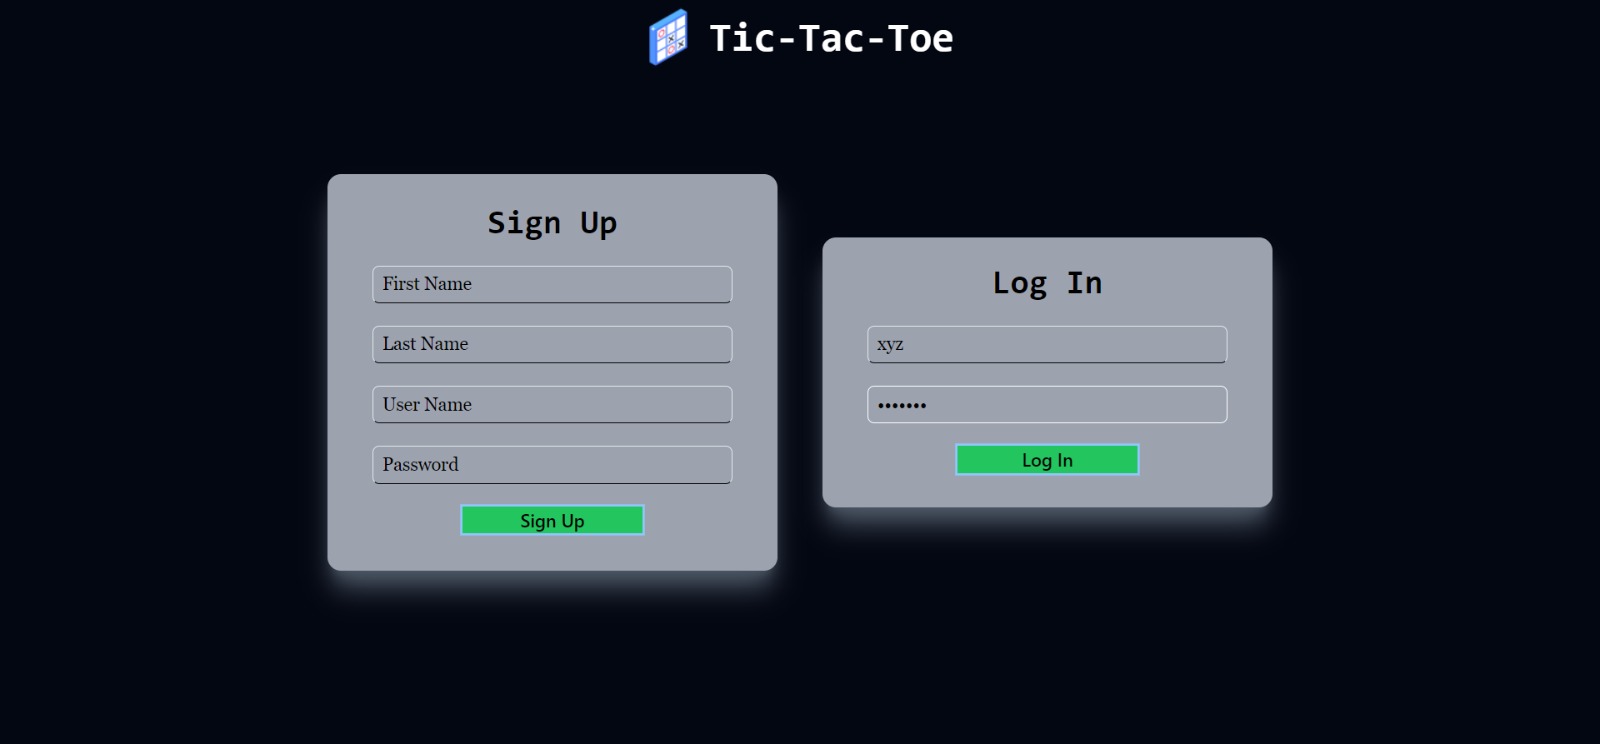 Tic-Tac-Toe
Sign Up
First Name
Last Name
User Name
Password
Sign Up
Log In
xyz
•••••••
Log In